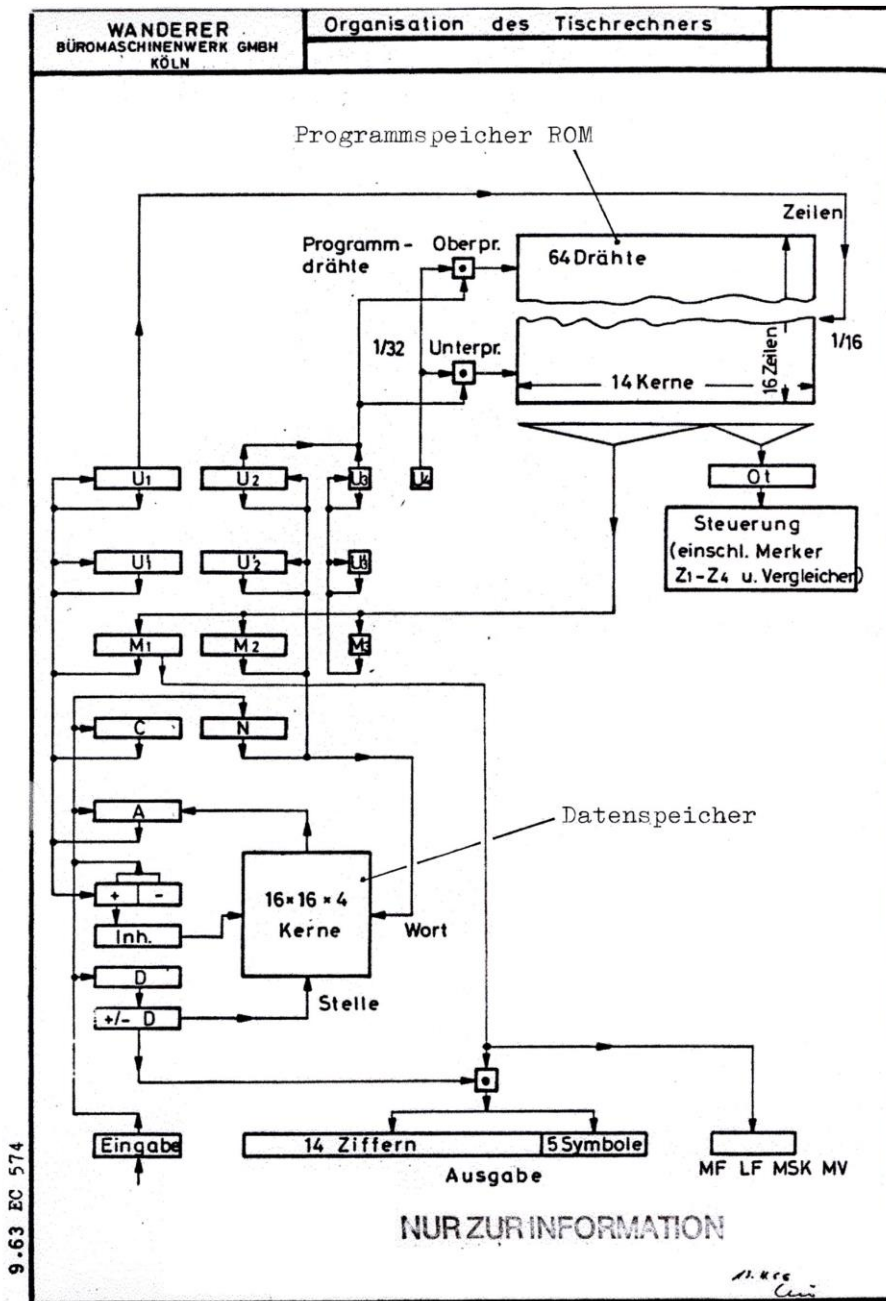 WANDERER
BÜROMASCHINENWERK GMBH
KÖLN
Organisation des Tischrechners
Programmspeicher ROM
Zeilen
Programm-
drähte
Oberpr.
64 Drähte
1/32
Unterpr.
16 Zeilen
1/16
14 Kerne
U1
U2
U3
U4
0t
Steuerung
(einschl. Merker
Z1-Z4 u. Vergleicher)
U'1
U'2
U'3
M1
M2
M3
C
N
A
Datenspeicher
+ -
16×16×4
Kerne
Wort
Inh.
D
Stelle
+/- D
Eingabe
14 Ziffern
5 Symbole
Ausgabe
MF LF MSK MV
NUR ZUR INFORMATION
9.63 EC 574